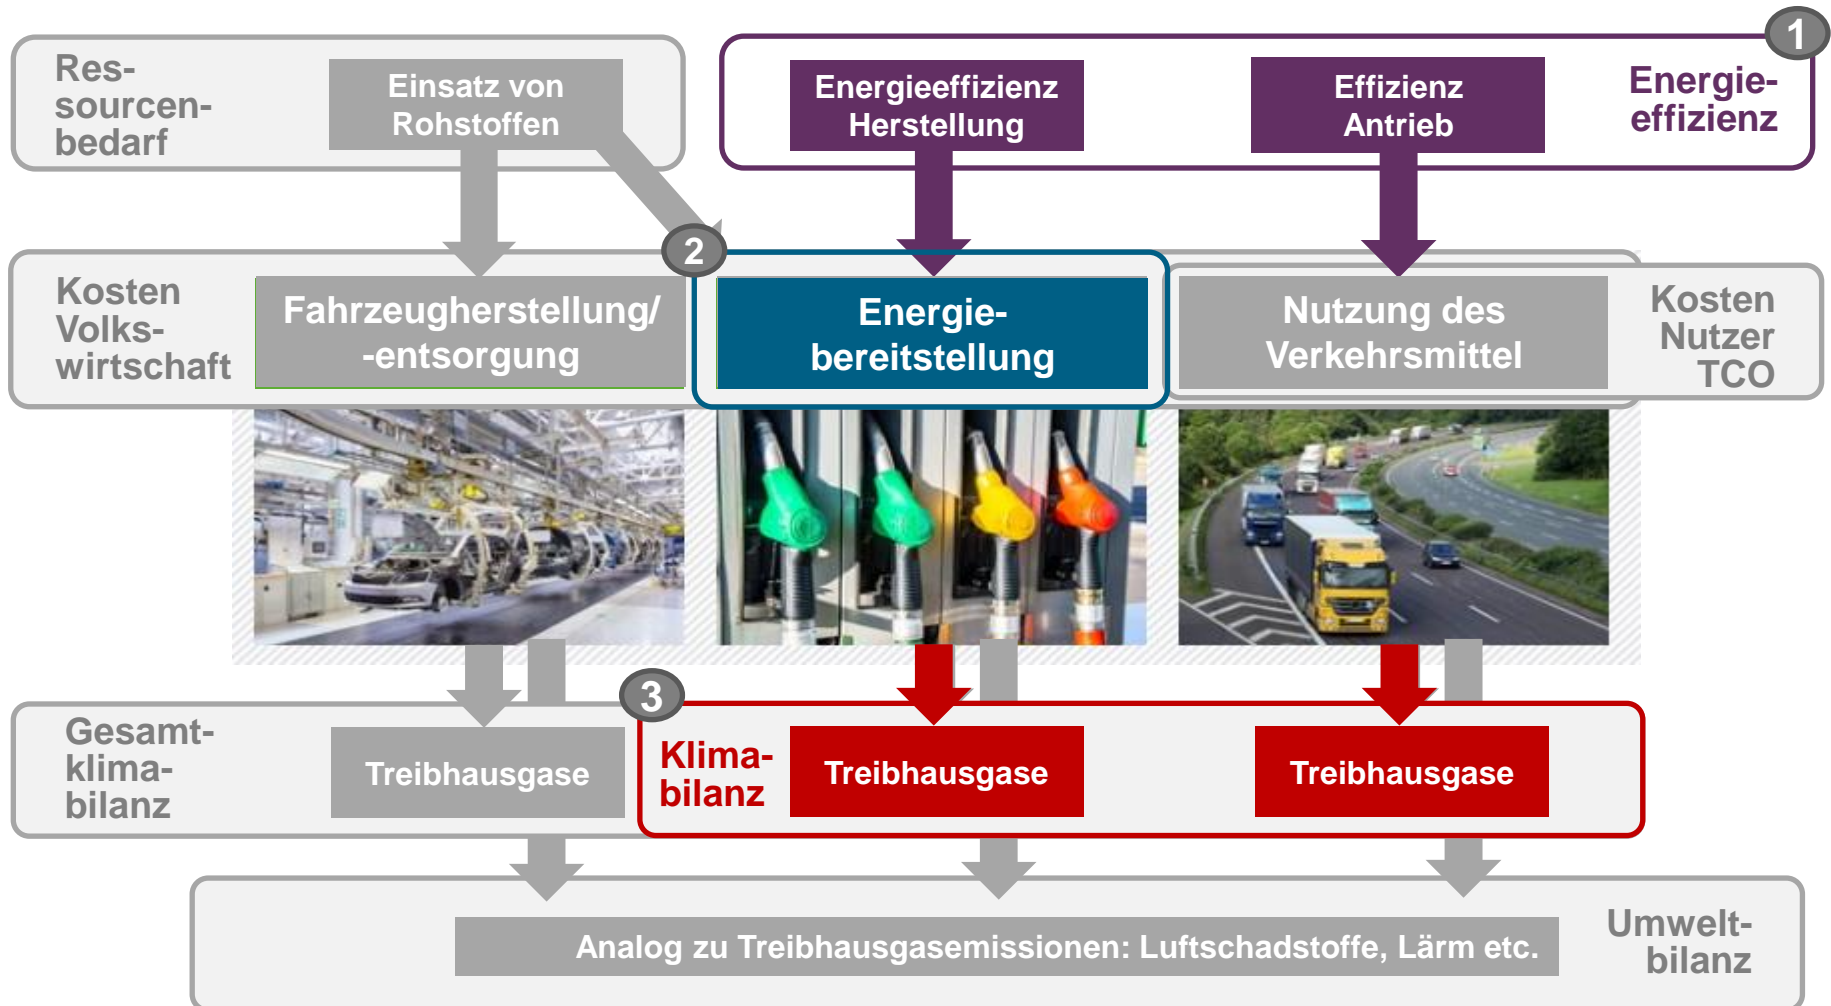 1
Res-
sourcen-
bedarf
Einsatz von
Rohstoffen
Energieeffizienz
Herstellung
Effizienz
Antrieb
Energie-
effizienz
2
Kosten
Volks-
wirtschaft
Fahrzeugherstellung/
-entsorgung
Energie-
bereitstellung
Nutzung des
Verkehrsmittel
Kosten
Nutzer
TCO
3
Gesamt-
klima-
bilanz
Treibhausgase
Klima-
bilanz
Treibhausgase
Treibhausgase
Analog zu Treibhausgasemissionen: Luftschadstoffe, Lärm etc.
Umwelt-
bilanz